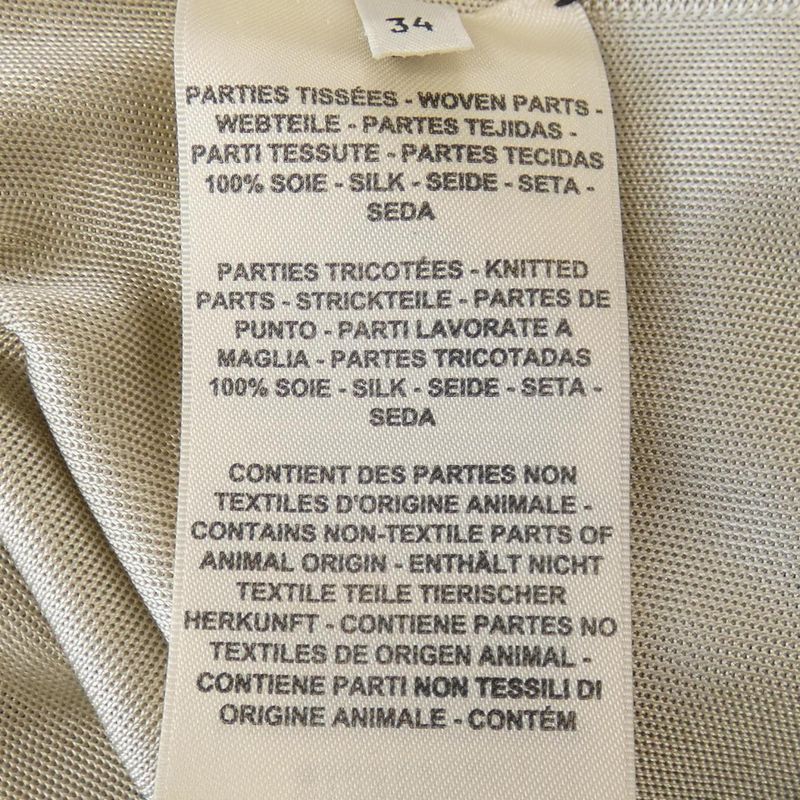 34
PARTIES TISSÉES - WOVEN PARTS -
WEBTEILE - PARTES TEJIDAS -
PARTI TESSUTE - PARTES TECIDAS
100% SOIE - SILK - SEIDE - SETA -
SEDA
PARTIES TRICOTÉES - KNITTED
PARTS - STRICKTEILE - PARTES DE
PUNTO - PARTI LAVORATE A
MAGLIA - PARTES TRICOTADAS
100% SOIE - SILK - SEIDE - SETA -
SEDA
CONTIENT DES PARTIES NON
TEXTILES D'ORIGINE ANIMALE -
CONTAINS NON-TEXTILE PARTS OF
ANIMAL ORIGIN - ENTHÄLT NICHT
TEXTILE TEILE TIERISCHER
HERKUNFT - CONTIENE PARTES NO
TEXTILES DE ORIGEN ANIMAL -
CONTIENE PARTI NON TESSILI DI
ORIGINE ANIMALE - CONTÉM